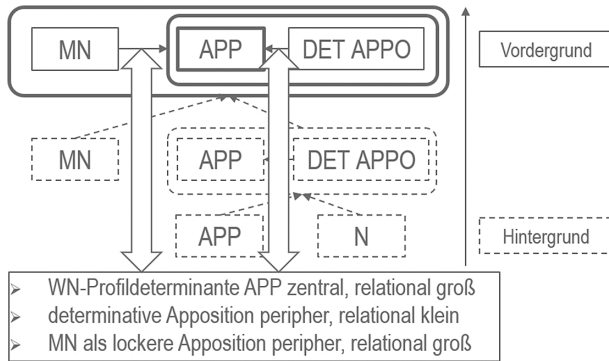 MN APP DET APPO Vordergrund
MN APP DET APPO
APP N Hintergrund
➢ WN-Profildeterminante APP zentral, relational groß
➢ determinative Apposition peripher, relational klein
➢ MN als lockere Apposition peripher, relational groß